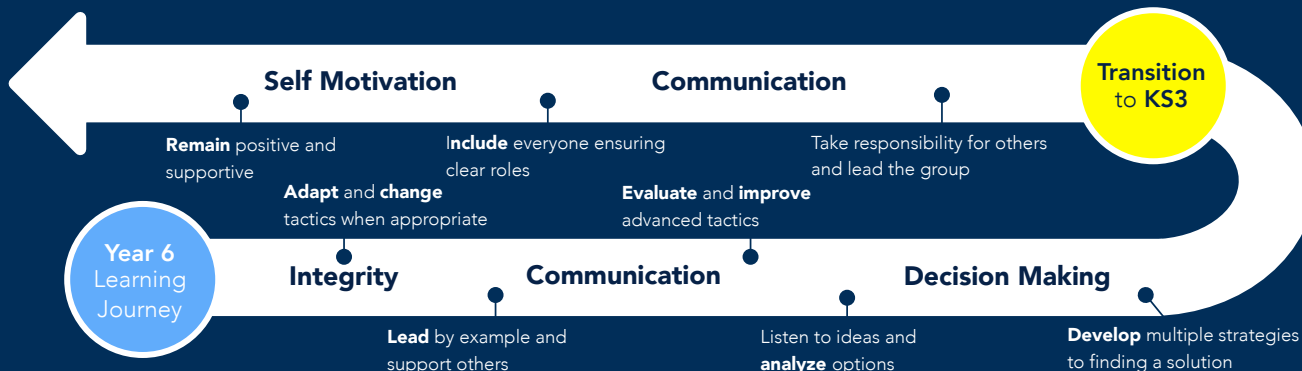 Self Motivation
Communication
Transition
to KS3
Remain positive and
supportive
Include everyone ensuring
clear roles
Take responsibility for others
and lead the group
Adapt and change
tactics when appropriate
Evaluate and improve
advanced tactics
Year 6
Learning
Journey
Integrity
Communication
Decision Making
Lead by example and
support others
Listen to ideas and
analyze options
Develop multiple strategies
to finding a solution